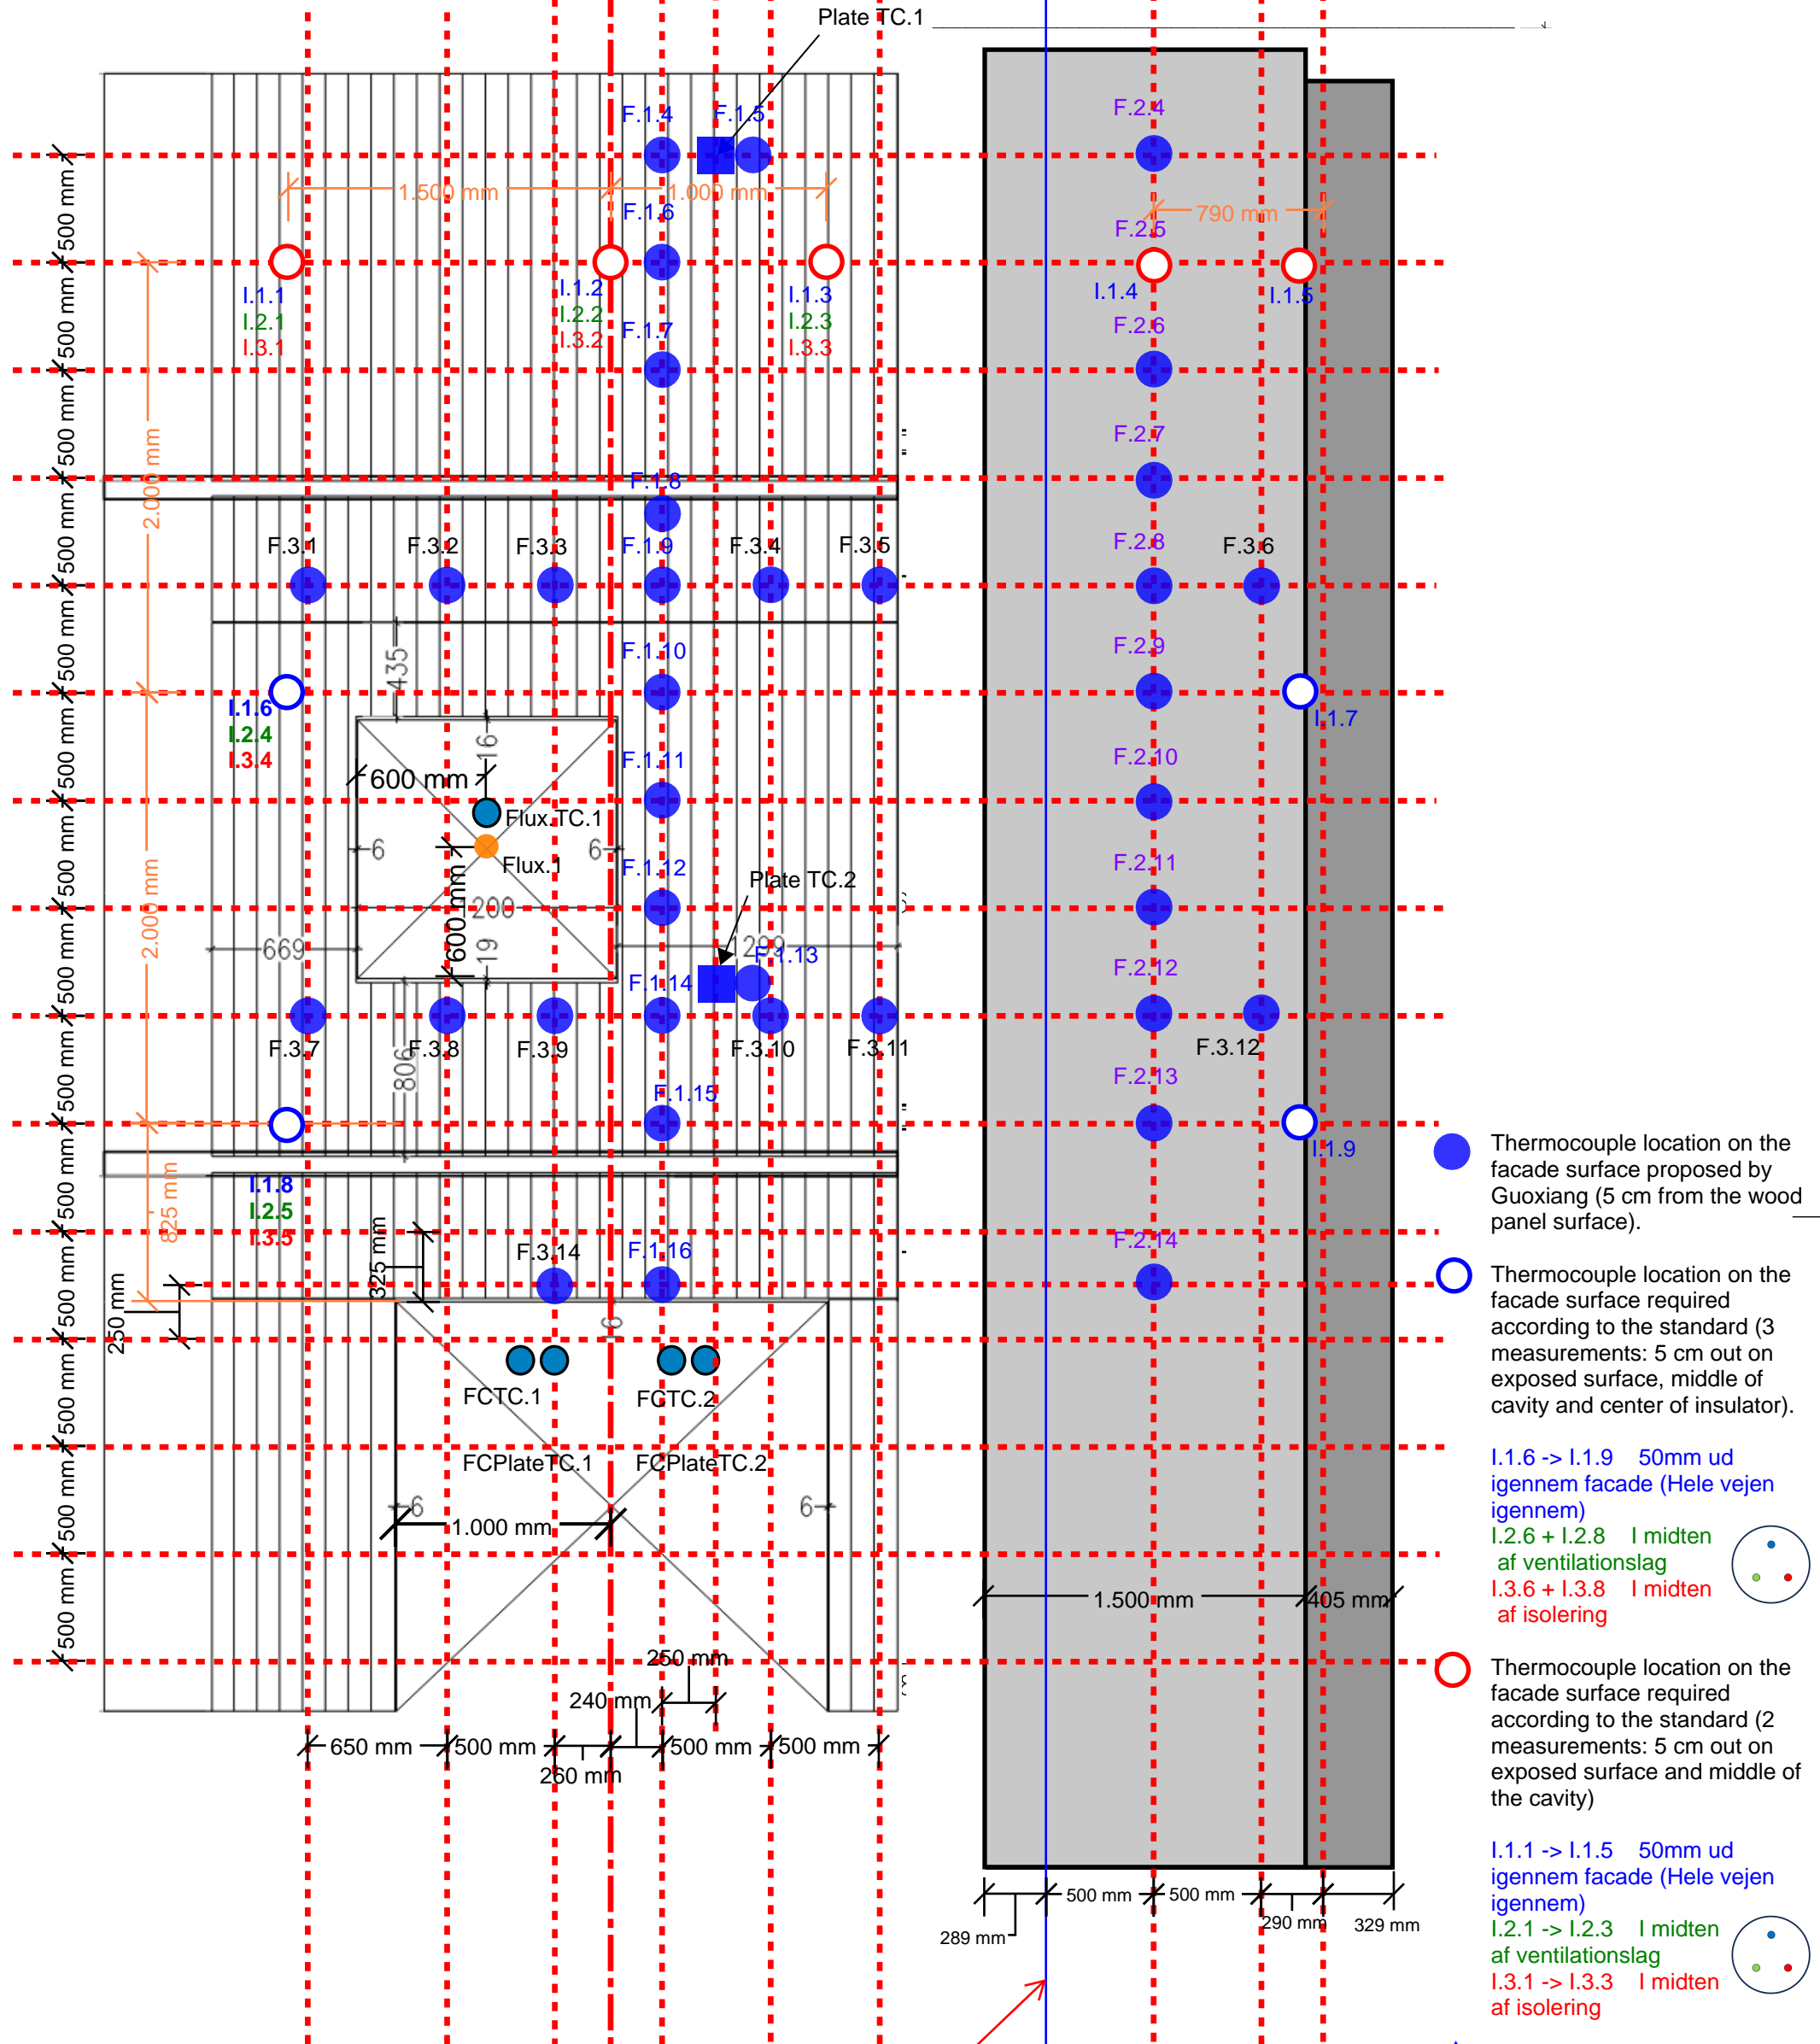 Plate TC.1
F.1.4
F.1.5
F.2.4
1.500 mm
1.000 mm
F.1.6
790 mm
F.2.5
I.1.1
I.2.1
I.3.1
I.1.2
I.2.2
I.3.2
I.1.3
I.2.3
I.3.3
I.1.4
I.1.5
F.1.7
F.2.6
F.2.7
F.1.8
F.3.1
F.3.2
F.3.3
F.1.9
F.3.4
F.3.5
F.2.8
F.3.6
435
F.1.10
F.2.9
I.1.6
I.2.4
I.3.4
I.1.7
16
600 mm
F.1.11
F.2.10
Flux.TC.1
6
6
Flux.1
F.1.12
F.2.11
Plate TC.2
600 mm
200
669
19
1299
F.1.13
F.1.14
F.2.12
F.3.7
F.3.8
F.3.9
F.3.10
F.3.11
F.3.12
806
F.1.15
F.2.13
I.1.9
I.1.8
I.2.5
I.3.5
F.3.14
F.1.16
F.2.14
325 mm
250 mm
FCTC.1
FCTC.2
FCPlateTC.1
FCPlateTC.2
6
6
1.000 mm
1.500 mm
405 mm
250 mm
240 mm
650 mm
500 mm
500 mm
500 mm
260 mm
500 mm
500 mm
290 mm
329 mm
289 mm
500 mm
500 mm
500 mm
500 mm
500 mm
500 mm
500 mm
500 mm
500 mm
500 mm
500 mm
500 mm
500 mm
500 mm
2.000 mm
2.000 mm
825 mm
Thermocouple location on the
facade surface proposed by
Guoxiang (5 cm from the wood
panel surface).
Thermocouple location on the
facade surface required
according to the standard (3
measurements: 5 cm out on
exposed surface, middle of
cavity and center of insulator).
I.1.6 -> I.1.9 50mm ud
igennem facade (Hele vejen
igennem)
I.2.6 + I.2.8 I midten
af ventilationslag
I.3.6 + I.3.8 I midten
af isolering
Thermocouple location on the
facade surface required
according to the standard (2
measurements: 5 cm out on
exposed surface and middle of
the cavity)
I.1.1 -> I.1.5 50mm ud
igennem facade (Hele vejen
igennem)
I.2.1 -> I.2.3 I midten
af ventilationslag
I.3.1 -> I.3.3 I midten
af isolering